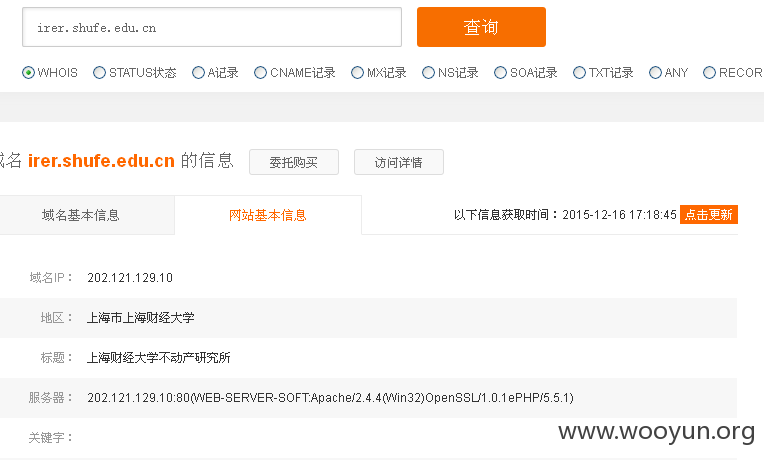 irer.shufe.edu.cn 查询
WHOIS STATUS状态 A记录 CNAME记录 MX记录 NS记录 SOA记录 TXT记录 ANY RECOR
域名 irer.shufe.edu.cn 的信息 委托购买 访问详情
域名基本信息 网站基本信息 以下信息获取时间：2015-12-16 17:18:45 点击更新
域名IP： 202.121.129.10
地区： 上海市上海财经大学
标题： 上海财经大学不动产研究所
服务器： 202.121.129.10:80(WEB-SERVER-SOFT:Apache/2.4.4(Win32)OpenSSL/1.0.1ePHP/5.5.1)
关键字：
www.wooyun.org